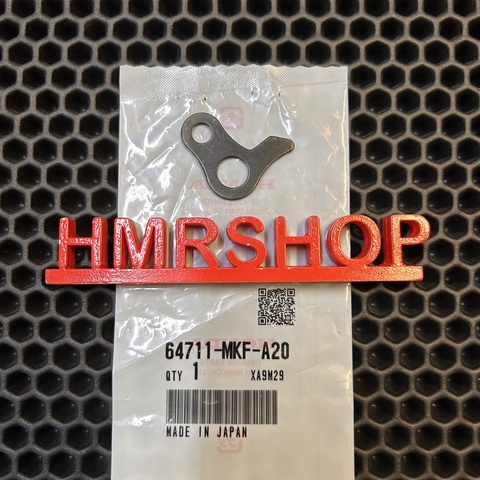 HMRSHOP
64711-MKF-A20
QTY 1 XA9M29
MADE IN JAPAN